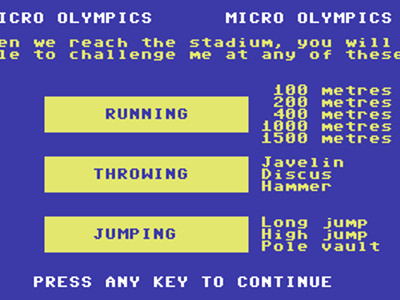 ICRO OLYMPICS MICRO OLYMPICS
en we reach the stadium, you will
le to challenge me at any of these
100 metres
200 metres
RUNNING 400 metres
1000 metres
1500 metres
Javelin
THROWING Discus
Hammer
Long jump
JUMPING High jump
Pole vault
PRESS ANY KEY TO CONTINUE